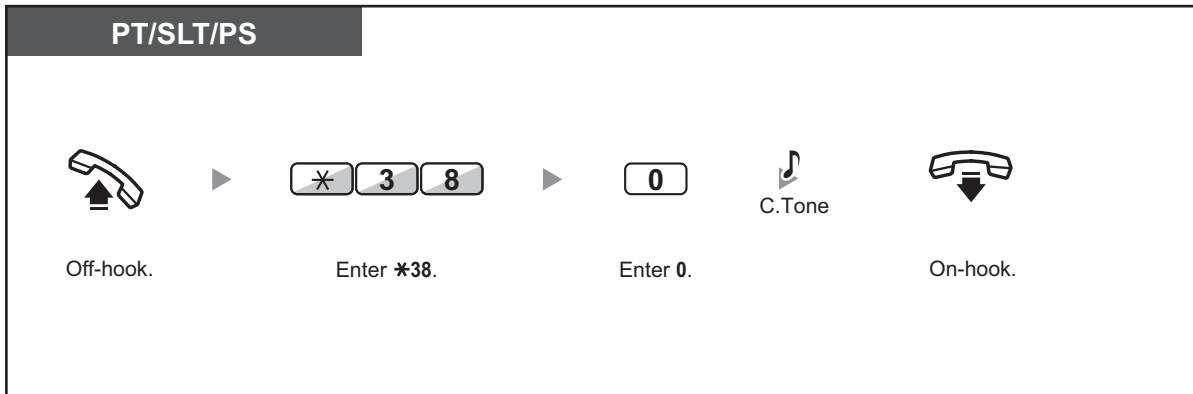 PT/SLT/PS
* 3 8
0
C.Tone
Off-hook.
Enter *38.
Enter 0.
On-hook.